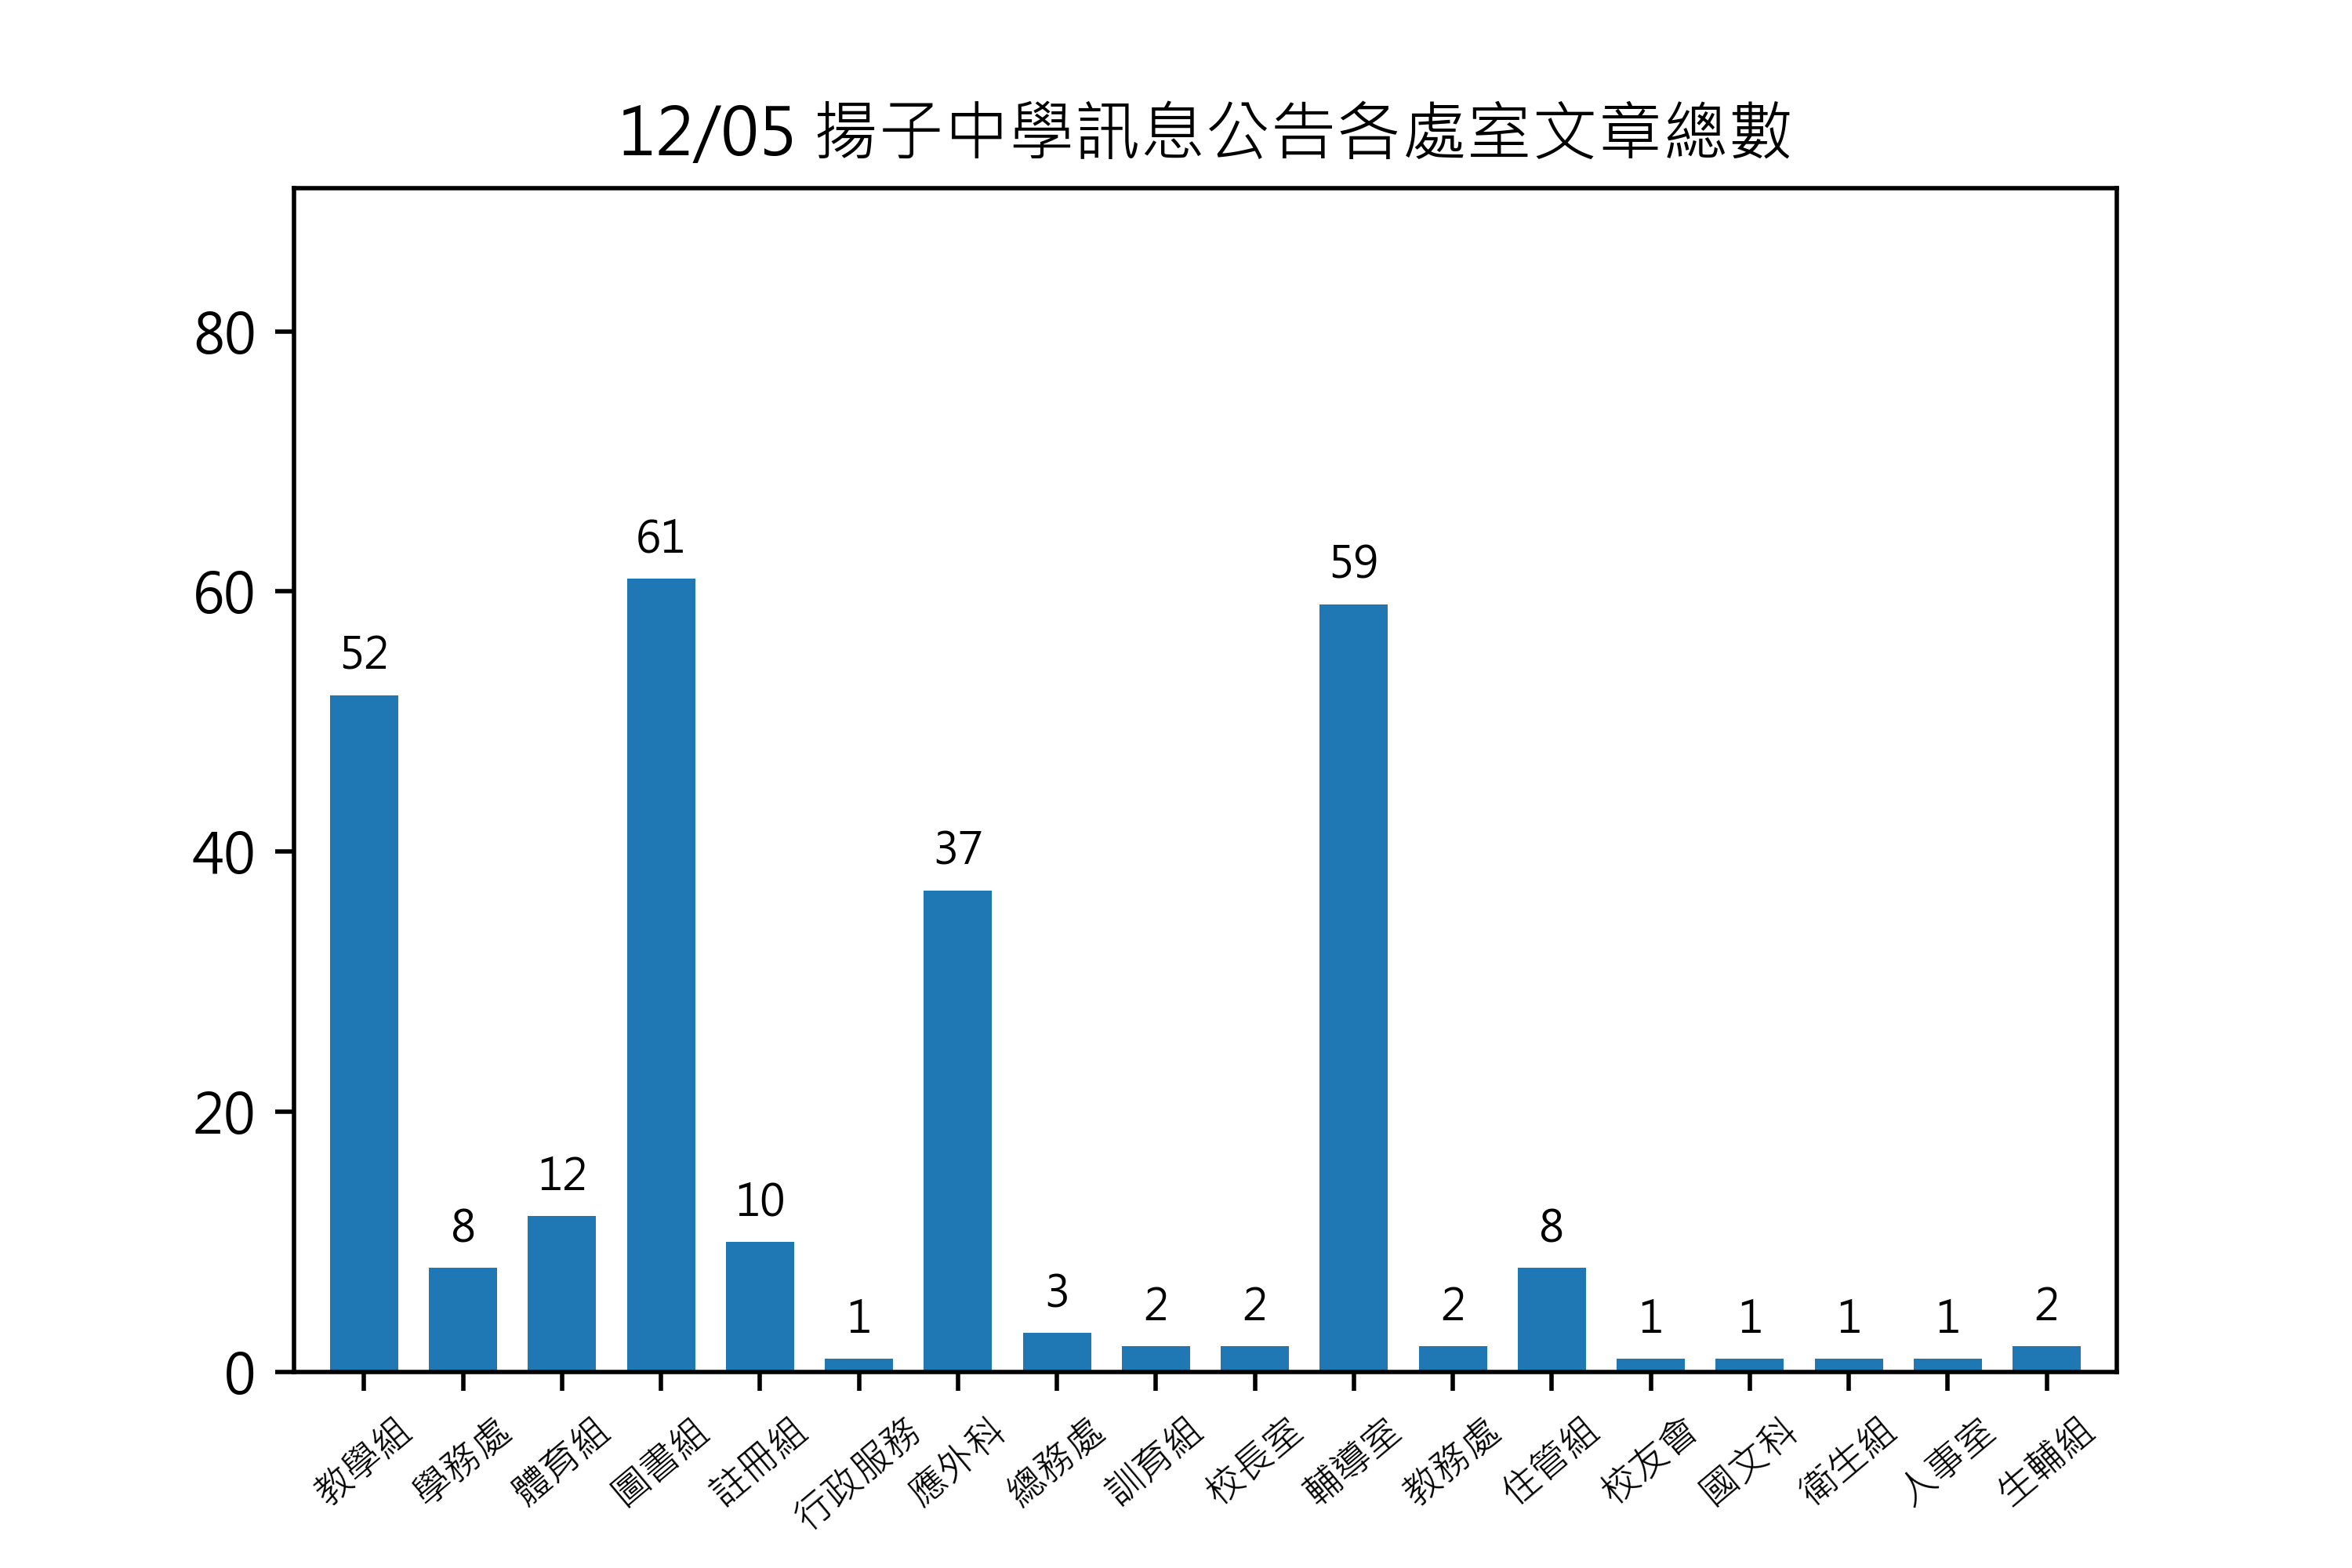 12/05 揚子中學訊息公告各處室文章總數
80
60
40
20
0
52
8
12
61
10
1
37
3
2
2
59
2
8
1
1
1
1
2
教學組
學務處
體育組
圖書組
註冊組
行政服務
應外科
總務處
訓育組
校長室
輔導室
教務處
住管組
校友會
國文科
衛生組
人事室
生輔組